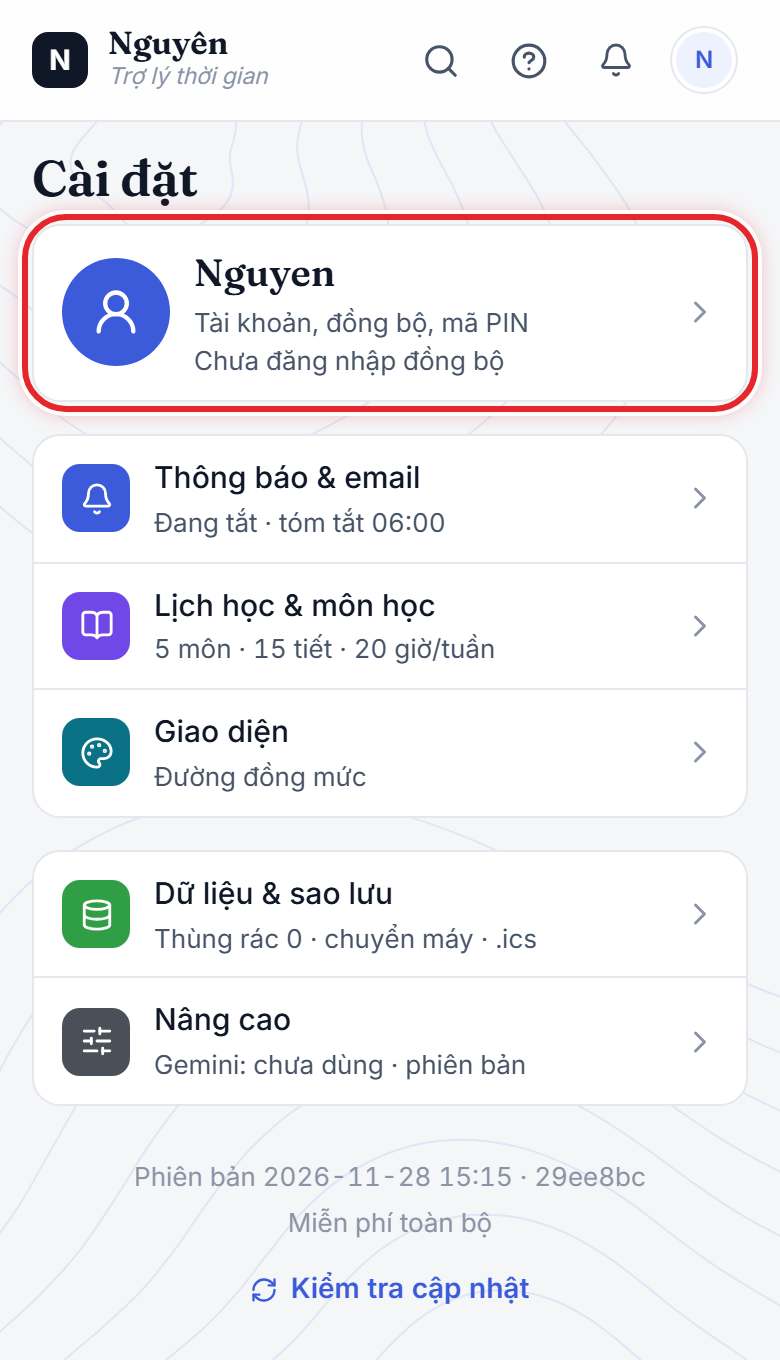 N
Nguyên
Trợ lý thời gian
N
Cài đặt
Nguyen
Tài khoản, đồng bộ, mã PIN
Chưa đăng nhập đồng bộ
Thông báo & email
Đang tắt · tóm tắt 06:00
Lịch học & môn học
5 môn · 15 tiết · 20 giờ/tuần
Giao diện
Đường đồng mức
Dữ liệu & sao lưu
Thùng rác 0 · chuyển máy · .ics
Nâng cao
Gemini: chưa dùng · phiên bản
Phiên bản 2026-11-28 15:15 · 29ee8bc
Miễn phí toàn bộ
Kiểm tra cập nhật